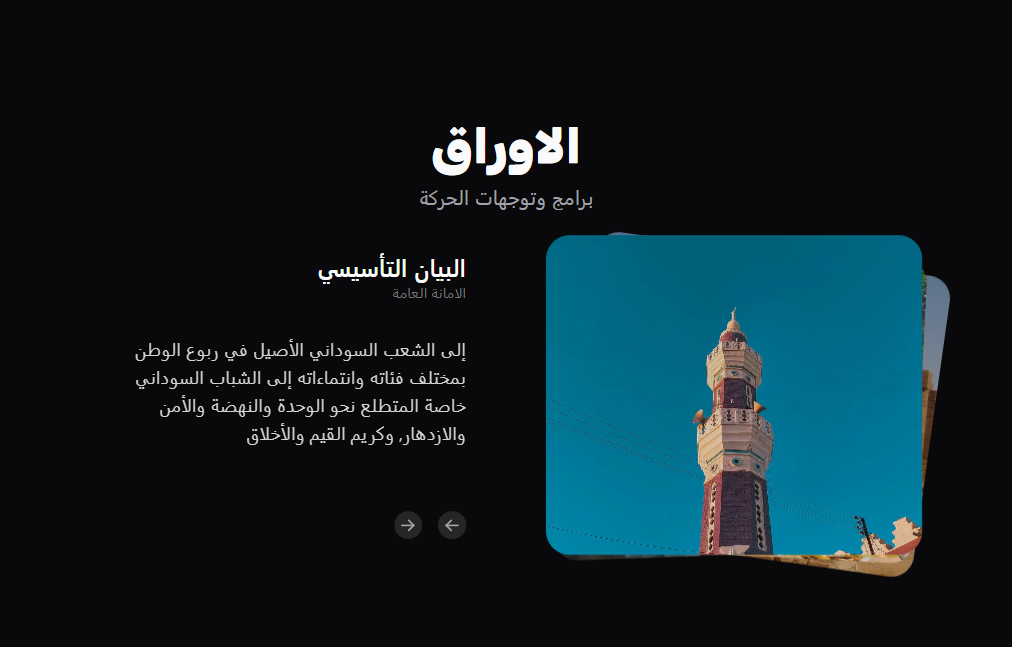 الاوراق
برامج وتوجهات الحركة
البيان التأسيسي
الامانة العامة
إلى الشعب السوداني الأصيل في ربوع الوطن
بمختلف فئاته وانتماءاته إلى الشباب السوداني
خاصة المتطلع نحو الوحدة والنهضة والأمن
والازدهار, وكريم القيم والأخلاق